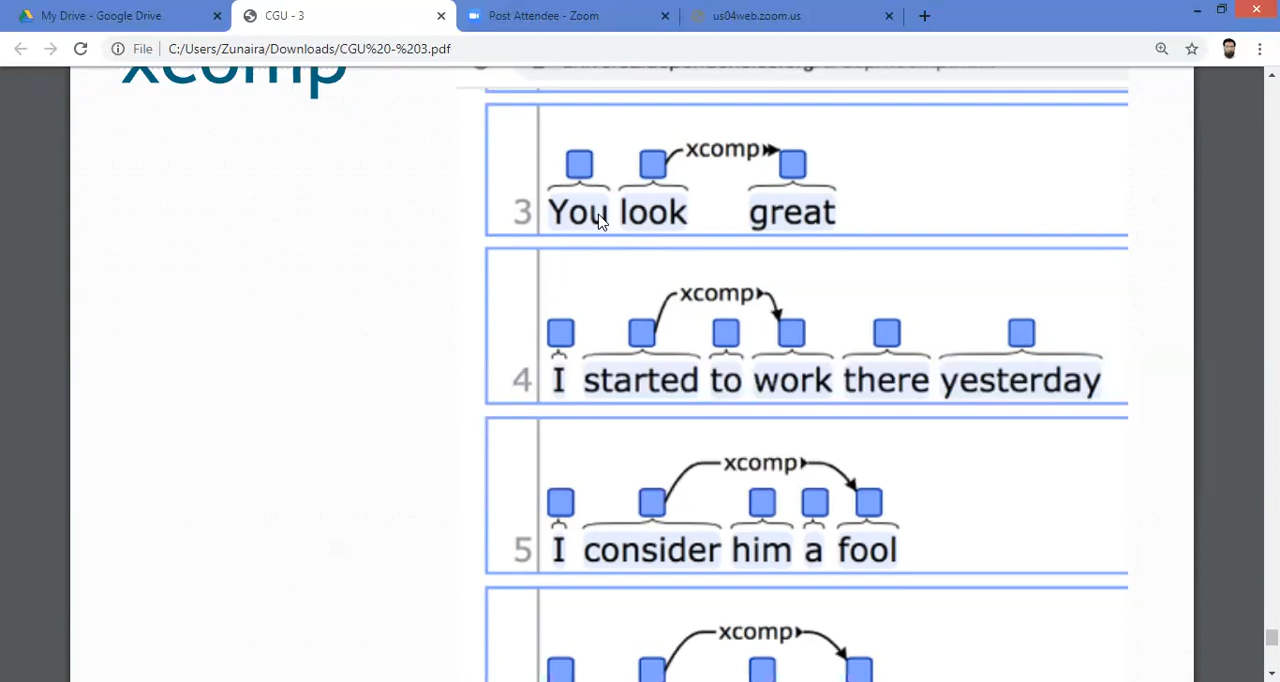 My Drive - Google Drive
CGU - 3
Post Attendee - Zoom
us04web.zoom.us
File
C:/Users/Zunaira/Downloads/CGU%20-%203.pdf
xcomp
xcomp
3 You look great
xcomp
4 I started to work there yesterday
xcomp
5 I consider him a fool
xcomp